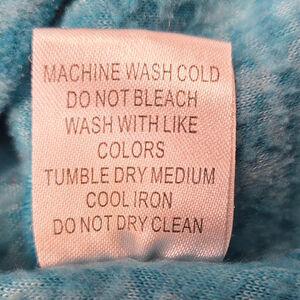 MACHINE WASH COLD
DO NOT BLEACH
WASH WITH LIKE
COLORS
TUMBLE DRY MEDIUM
COOL IRON
DO NOT DRY CLEAN